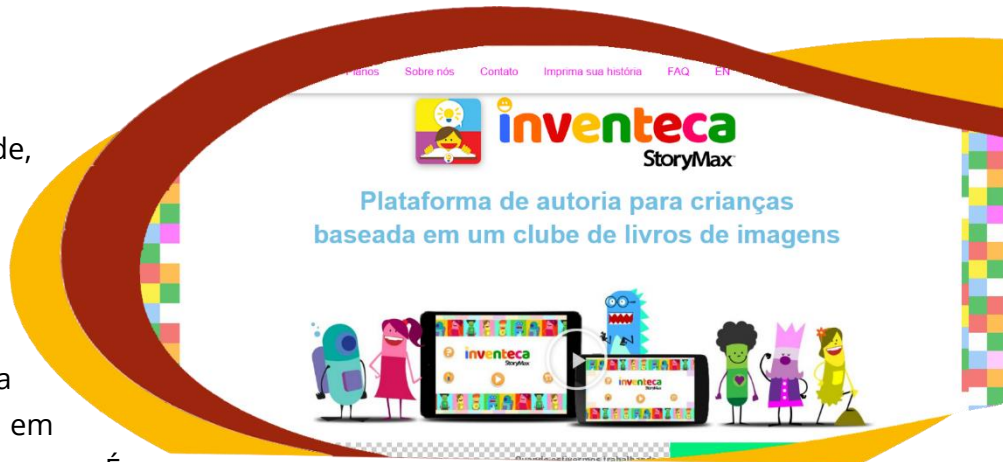 Planos Sobre nós Contato Imprima sua história FAQ EN
de,
inventeca
StoryMax
Plataforma de autoria para crianças
baseada em um clube de livros de imagens
inventeca
StoryMax
inventeca
StoryMax
a
em
É